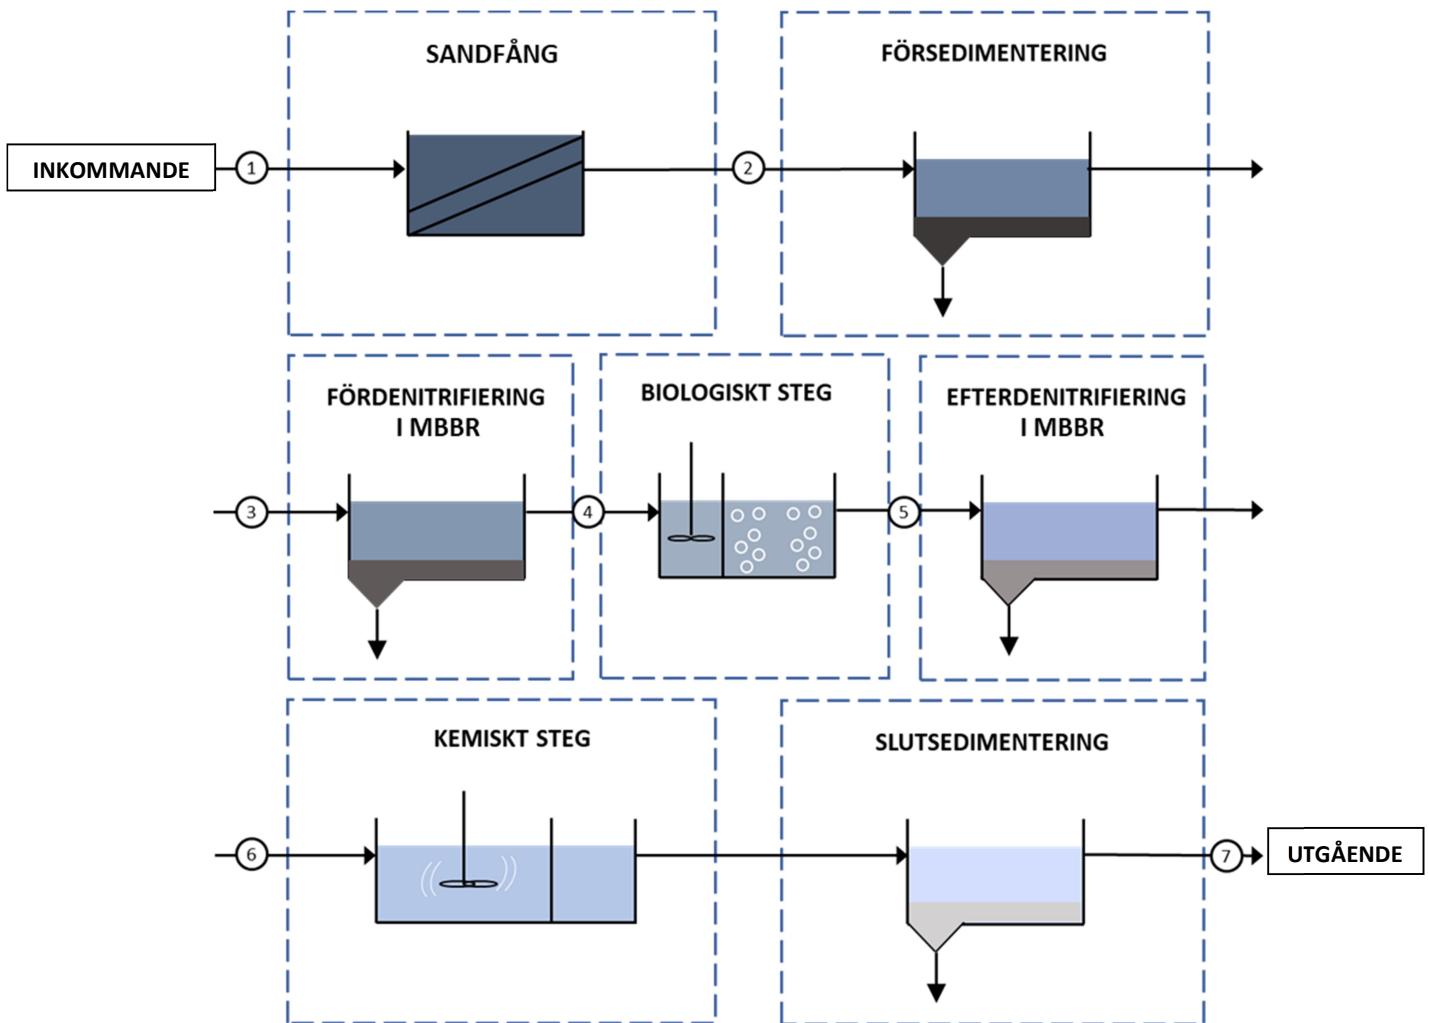 SANDFÅNG
FÖRSEDIMENTERING
INKOMMANDE
1
2
FÖRDENITRIFIERING
I MBBR
BIOLOGISKT STEG
EFTERDENITRIFIERING
I MBBR
3
4
5
KEMISKT STEG
SLUTSEDIMENTERING
6
7
UTGÅENDE